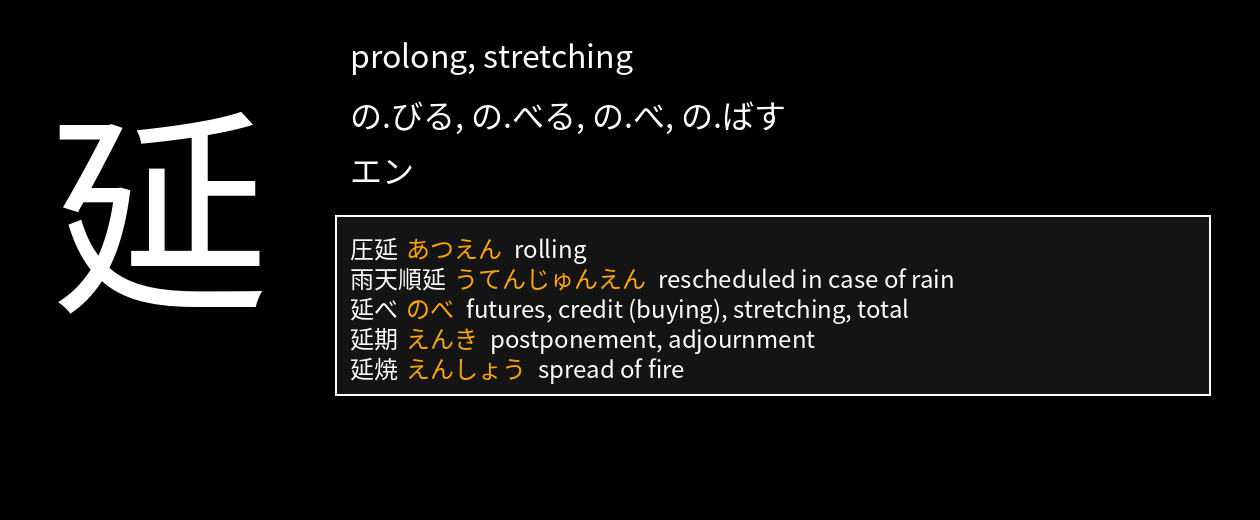 延
prolong, stretching
の.びる, の.べる, の.べ, の.ばす
エン
圧延 あつえん rolling
雨天順延 うてんじゅんえん rescheduled in case of rain
延べ のべ futures, credit (buying), stretching, total
延期 えんき postponement, adjournment
延焼 えんしょう spread of fire